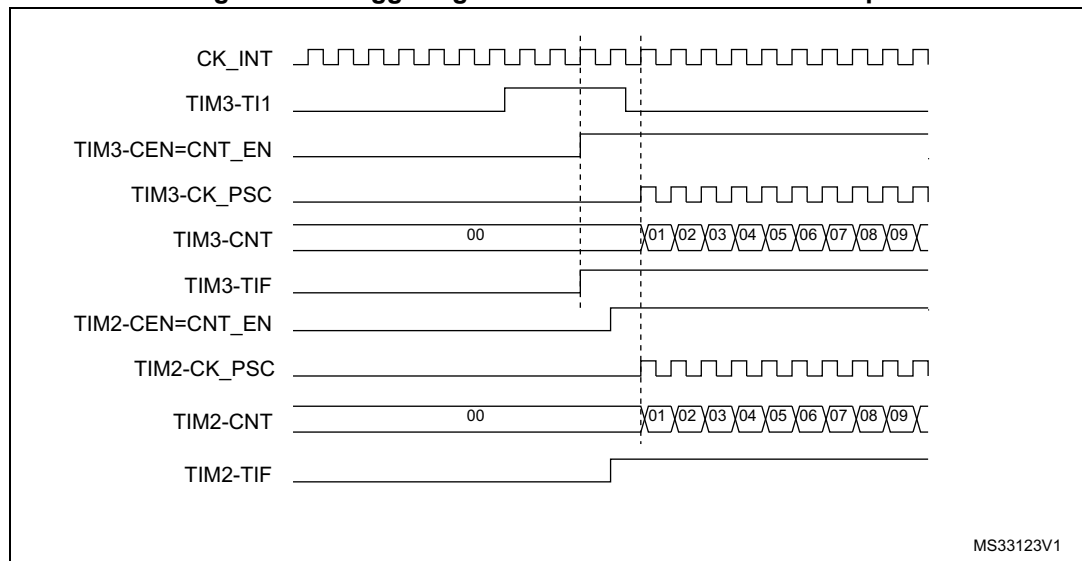 CK_INT
TIM3-TI1
TIM3-CEN=CNT_EN
TIM3-CK_PSC
TIM3-CNT 00 01 02 03 04 05 06 07 08 09
TIM3-TIF
TIM2-CEN=CNT_EN
TIM2-CK_PSC
TIM2-CNT 00 01 02 03 04 05 06 07 08 09
TIM2-TIF
MS33123V1